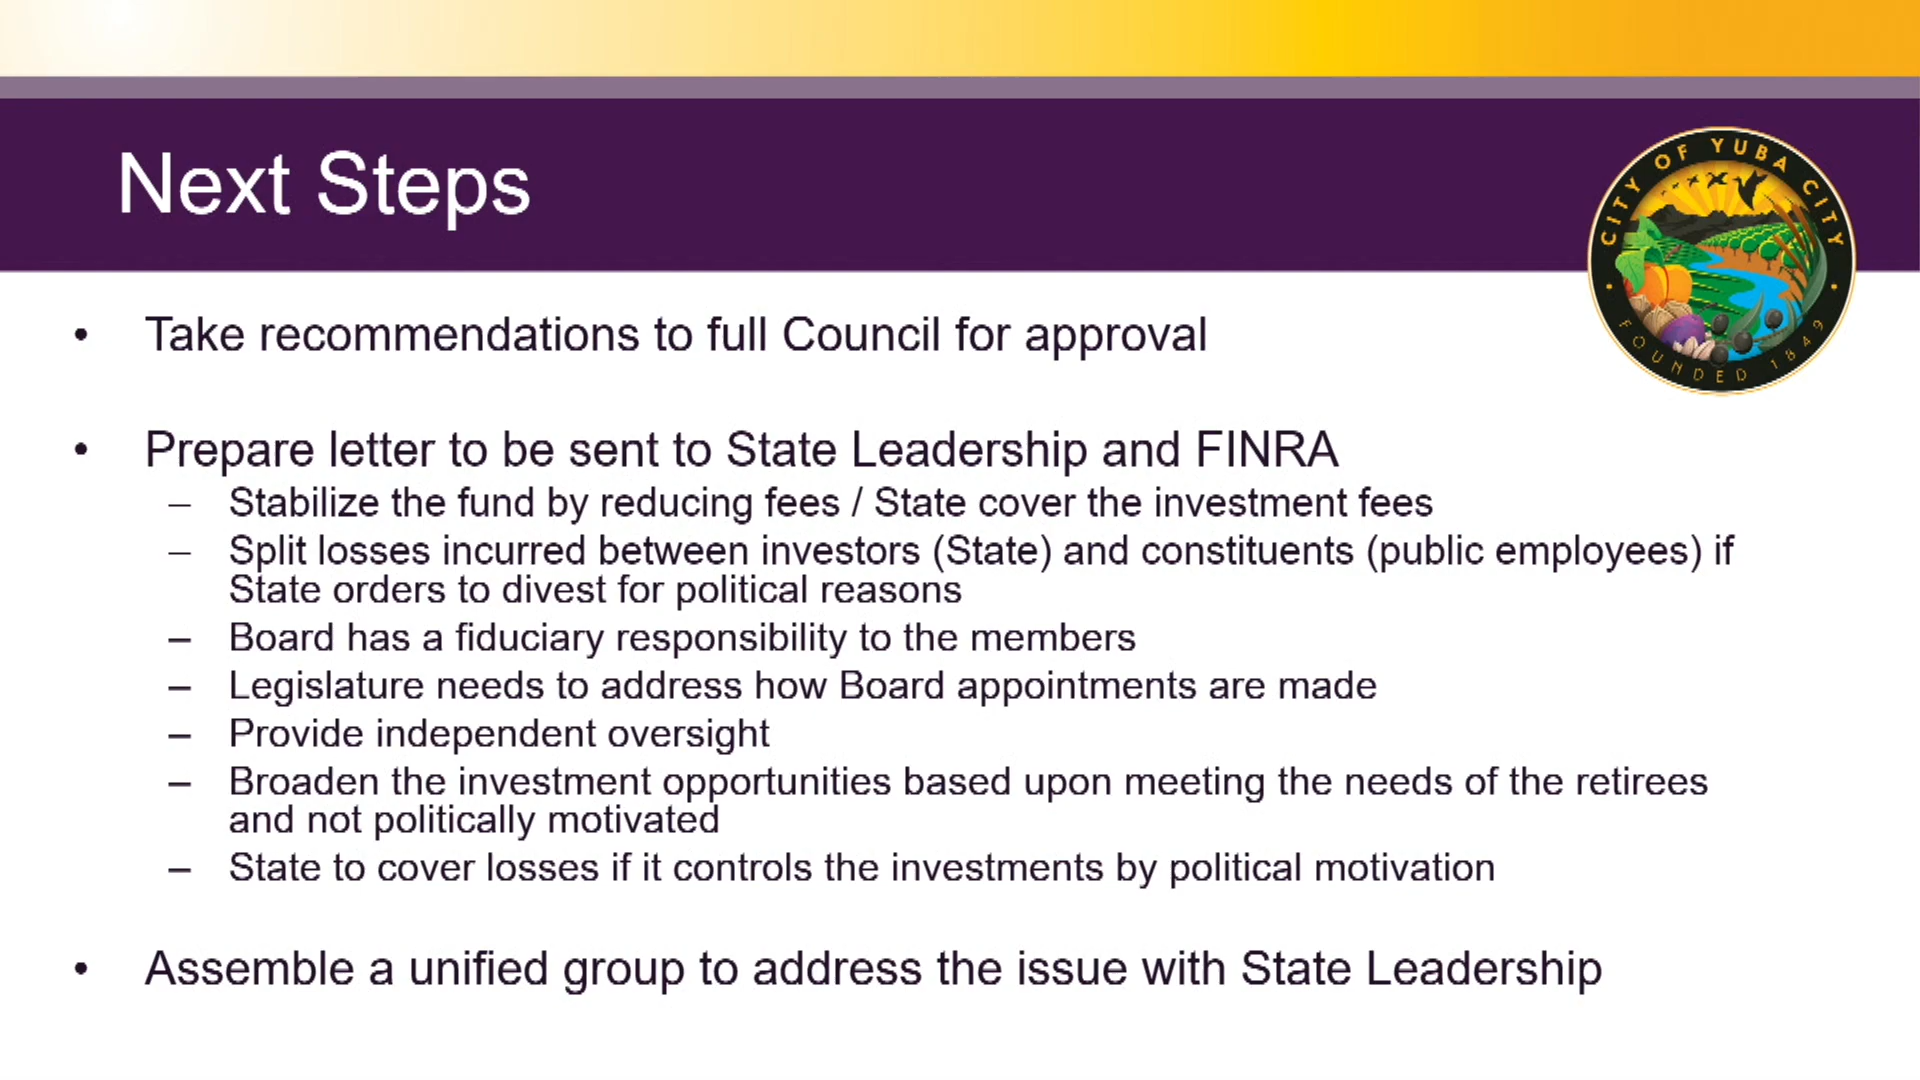 Next Steps
CITY OF YUBA CITY
FOUNDED 1849
• Take recommendations to full Council for approval
• Prepare letter to be sent to State Leadership and FINRA
– Stabilize the fund by reducing fees / State cover the investment fees
– Split losses incurred between investors (State) and constituents (public employees) if
State orders to divest for political reasons
– Board has a fiduciary responsibility to the members
– Legislature needs to address how Board appointments are made
– Provide independent oversight
– Broaden the investment opportunities based upon meeting the needs of the retirees
and not politically motivated
– State to cover losses if it controls the investments by political motivation
• Assemble a unified group to address the issue with State Leadership